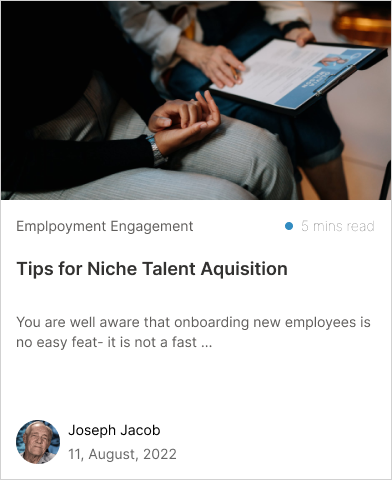 Emplpoyment Engagement
5 mins read
Tips for Niche Talent Aquisition
You are well aware that onboarding new employees is
no easy feat- it is not a fast ...
Joseph Jacob
11, August, 2022